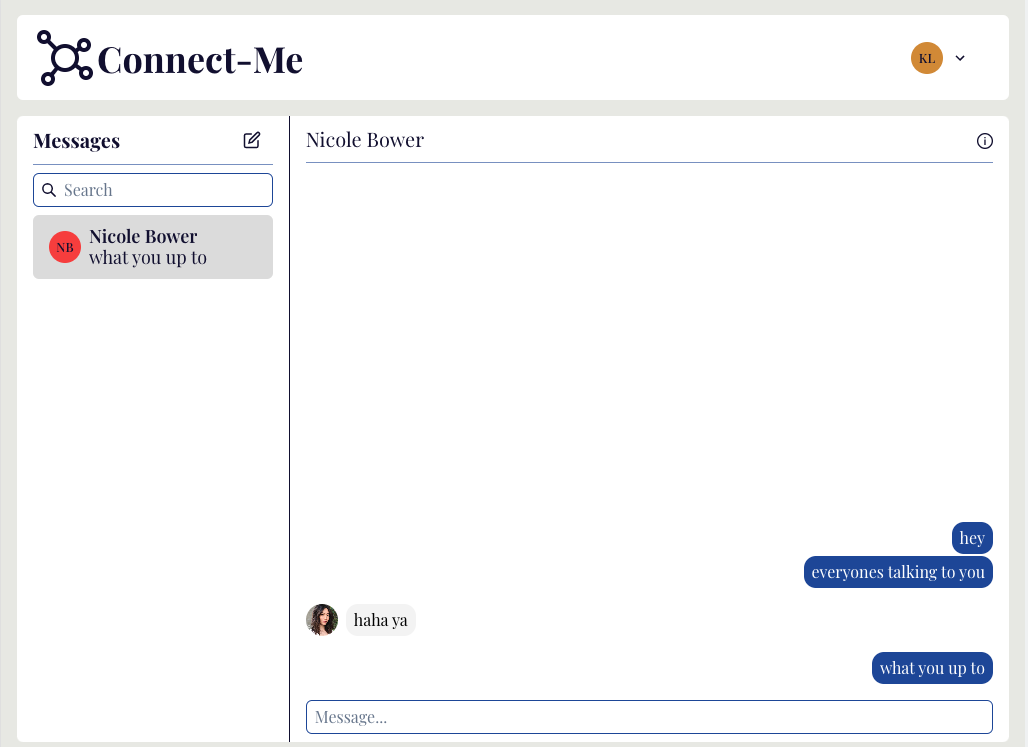 Connect-Me
KL
Messages
Search
NB
Nicole Bower
what you up to
Nicole Bower
hey
everyones talking to you
haha ya
what you up to
Message...